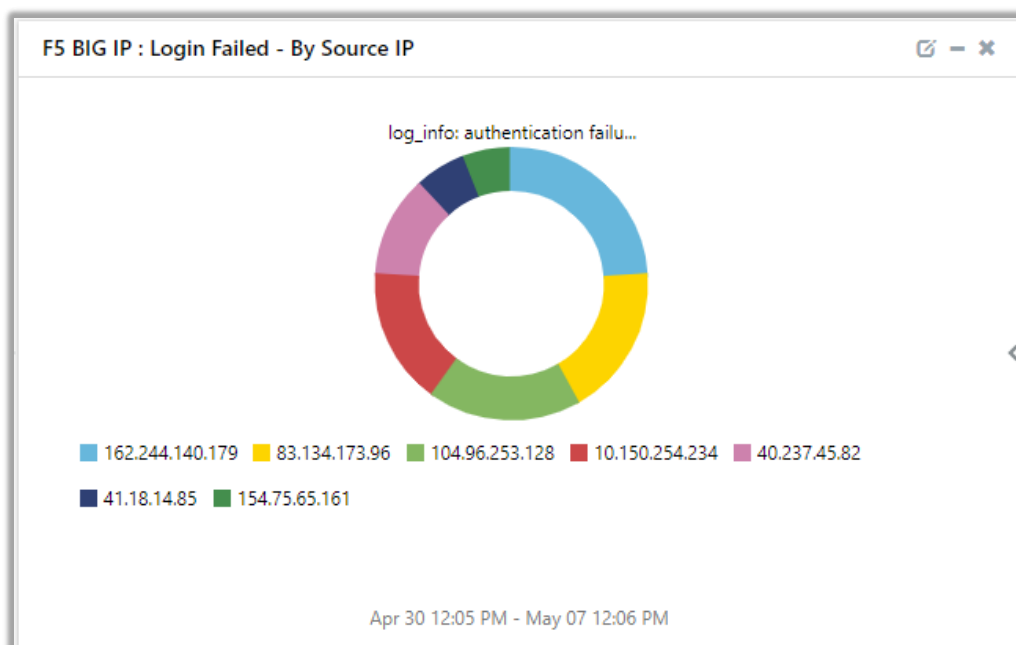 F5 BIG IP : Login Failed - By Source IP
log_info: authentication failu...
162.244.140.179 83.134.173.96 104.96.253.128 10.150.254.234 40.237.45.82
41.18.14.85 154.75.65.161
Apr 30 12:05 PM - May 07 12:06 PM